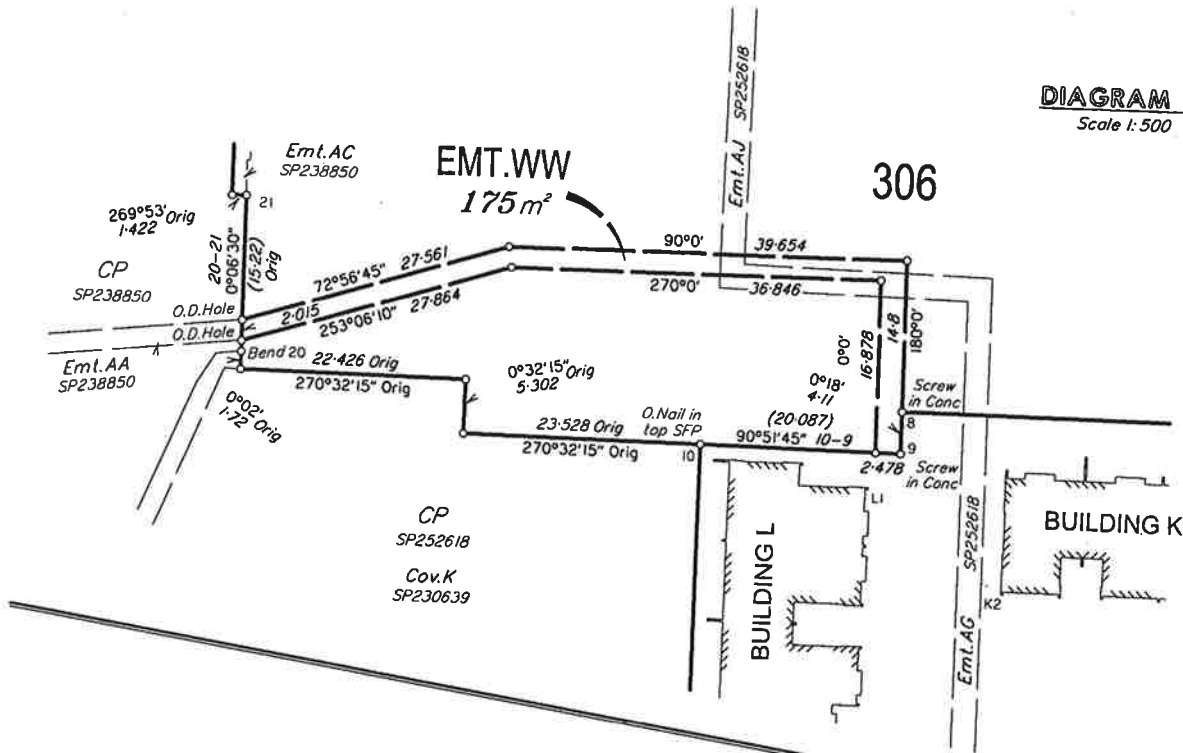 DIAGRAM
Scale 1:500
Emt.AJ SP252618
306
EMT.WW
175 m²
Emt.AC
SP238850
21
269°53' Orig
1·422
20-21
0°06'30"
(15·22)
Orig
CP
SP238850
O.D.Hole
O.D.Hole
Emt.AA
SP238850
Bend 20
0°02'
1·72 Orig
72°56'45" 27·561
2·015
253°06'10" 27·864
90°0' 39·654
270°0' 36·846
0°0'
16·878
14·8
180°0'
22·426 Orig
270°32'15" Orig
0°32'15"
5·302 Orig
23·528 Orig
270°32'15" Orig
O.Nail in
top SFP
10
0°18'
4·11
(20·087)
90°51'45" 10-9
2·478
Screw
in Conc
8
9
Screw
in Conc
CP
SP252618
Cov.K
SP230639
BUILDING L
L1
Emt.AG SP252618
BUILDING K
K2